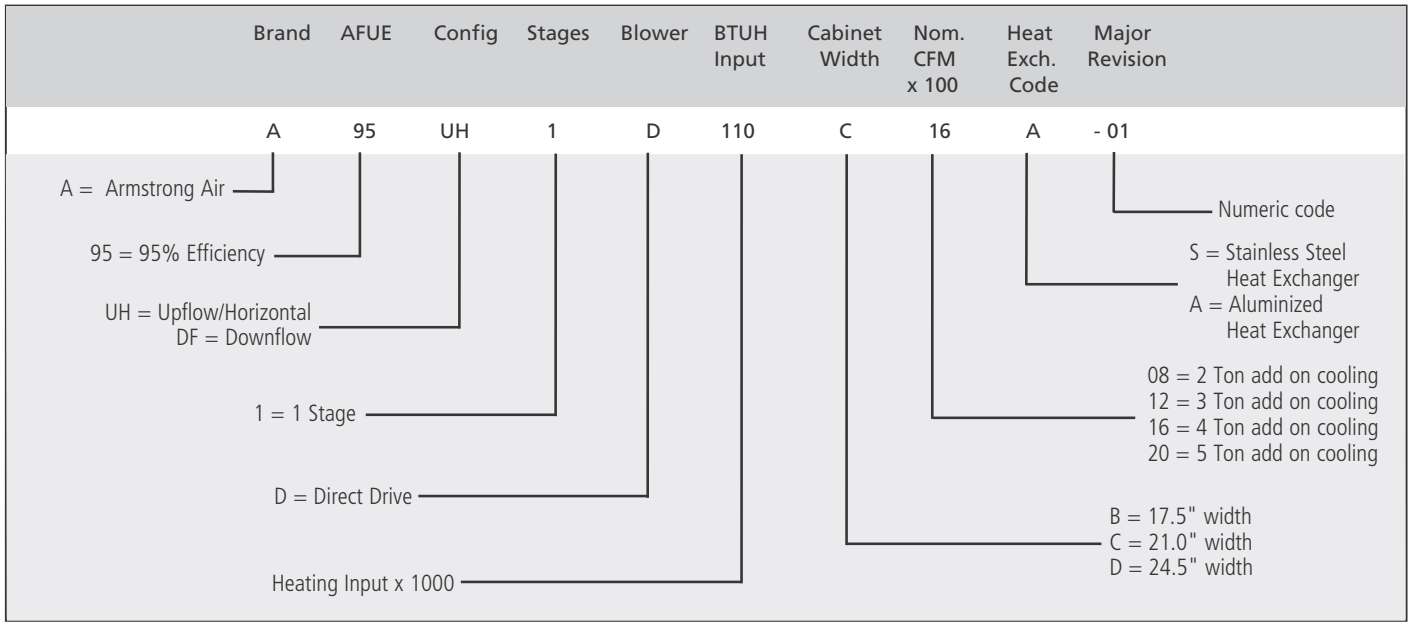 Brand AFUE Config Stages Blower BTUH Input Cabinet Width Nom. CFM x 100 Heat Exch. Code Major Revision
A 95 UH 1 D 110 C 16 A - 01
A = Armstrong Air
95 = 95% Efficiency
UH = Upflow/Horizontal
DF = Downflow
1 = 1 Stage
D = Direct Drive
Heating Input x 1000
Numeric code
S = Stainless Steel
Heat Exchanger
A = Aluminized
Heat Exchanger
08 = 2 Ton add on cooling
12 = 3 Ton add on cooling
16 = 4 Ton add on cooling
20 = 5 Ton add on cooling
B = 17.5" width
C = 21.0" width
D = 24.5" width